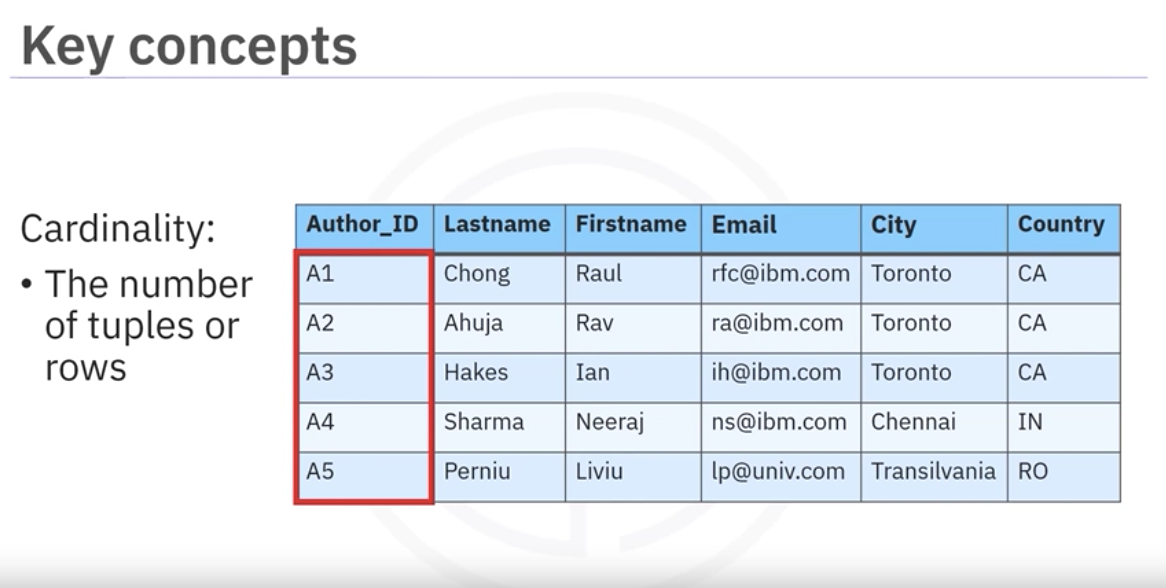 Key concepts
Cardinality:
• The number
of tuples or
rows
Author_ID Lastname Firstname Email City Country
A1 Chong Raul rfc@ibm.com Toronto CA
A2 Ahuja Rav ra@ibm.com Toronto CA
A3 Hakes Ian ih@ibm.com Toronto CA
A4 Sharma Neeraj ns@ibm.com Chennai IN
A5 Perniu Liviu lp@univ.com Transilvania RO